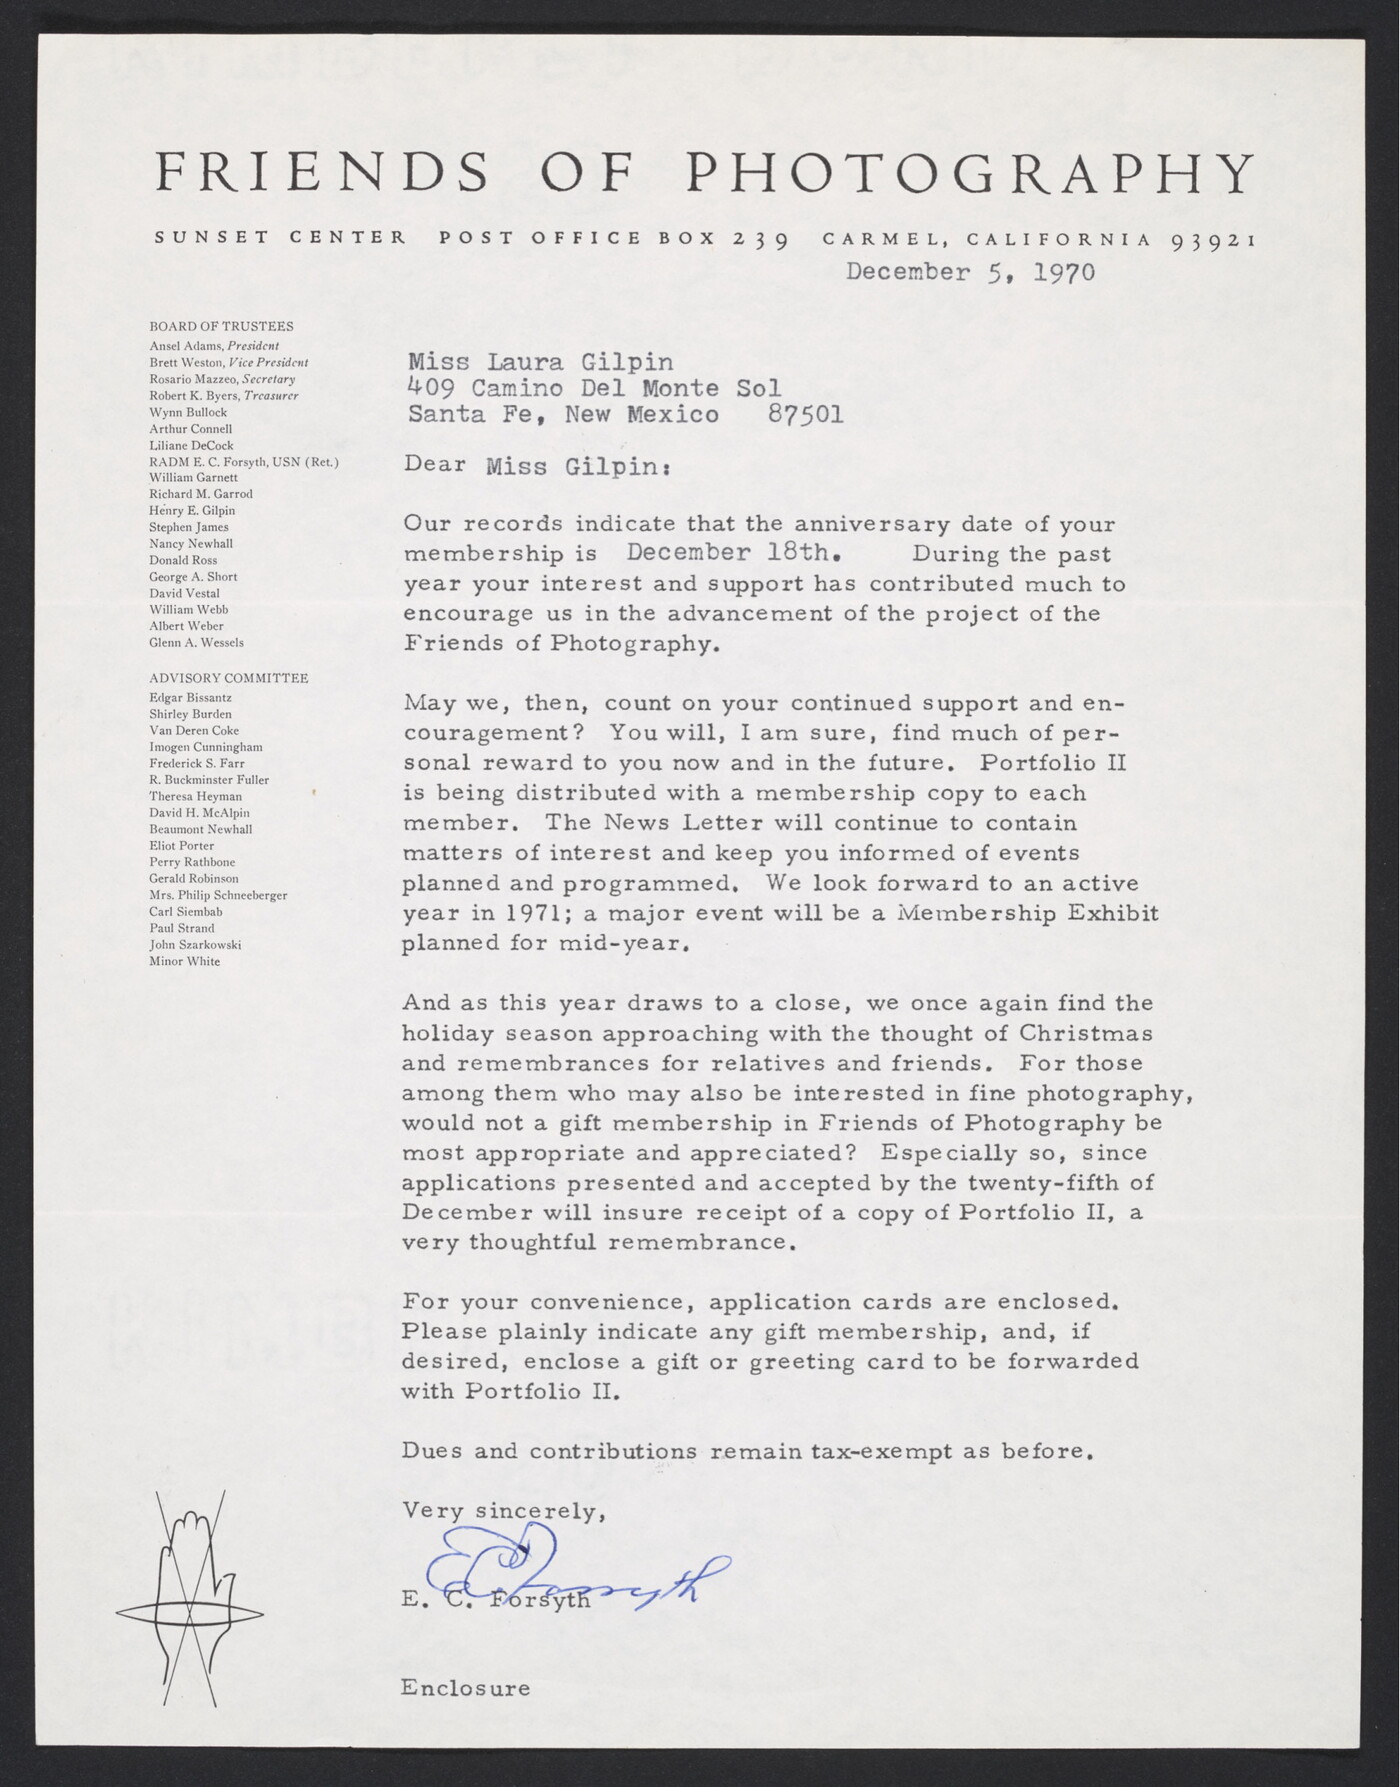 FRIENDS OF PHOTOGRAPHY
SUNSET CENTER POST OFFICE BOX 239 CARMEL, CALIFORNIA 93921
December 5, 1970
BOARD OF TRUSTEES
Ansel Adams, President
Brett Weston, Vice President
Rosario Mazzeo, Secretary
Robert K. Byers, Treasurer
Wynn Bullock
Arthur Connell
Liliane DeCock
RADM E. C. Forsyth, USN (Ret.)
William Garnett
Richard M. Garrod
Henry E. Gilpin
Stephen James
Nancy Newhall
Donald Ross
George A. Short
David Vestal
William Webb
Albert Weber
Glenn A. Wessels
ADVISORY COMMITTEE
Edgar Bissantz
Shirley Burden
Van Deren Coke
Imogen Cunningham
Frederick S. Farr
R. Buckminster Fuller
Theresa Heyman
David H. McAlpin
Beaumont Newhall
Eliot Porter
Perry Rathbone
Gerald Robinson
Mrs. Philip Schneeberger
Carl Siembab
Paul Strand
John Szarkowski
Minor White
Miss Laura Gilpin
409 Camino Del Monte Sol
Santa Fe, New Mexico 87501
Dear Miss Gilpin:
Our records indicate that the anniversary date of your
membership is December 18th. During the past
year your interest and support has contributed much to
encourage us in the advancement of the project of the
Friends of Photography.
May we, then, count on your continued support and en-
couragement? You will, I am sure, find much of per-
sonal reward to you now and in the future. Portfolio II
is being distributed with a membership copy to each
member. The News Letter will continue to contain
matters of interest and keep you informed of events
planned and programmed. We look forward to an active
year in 1971; a major event will be a Membership Exhibit
planned for mid-year.
And as this year draws to a close, we once again find the
holiday season approaching with the thought of Christmas
and remembrances for relatives and friends. For those
among them who may also be interested in fine photography,
would not a gift membership in Friends of Photography be
most appropriate and appreciated? Especially so, since
applications presented and accepted by the twenty-fifth of
December will insure receipt of a copy of Portfolio II, a
very thoughtful remembrance.
For your convenience, application cards are enclosed.
Please plainly indicate any gift membership, and, if
desired, enclose a gift or greeting card to be forwarded
with Portfolio II.
Dues and contributions remain tax-exempt as before.
Very sincerely,
E C Forsyth
E. C. Forsyth
Enclosure